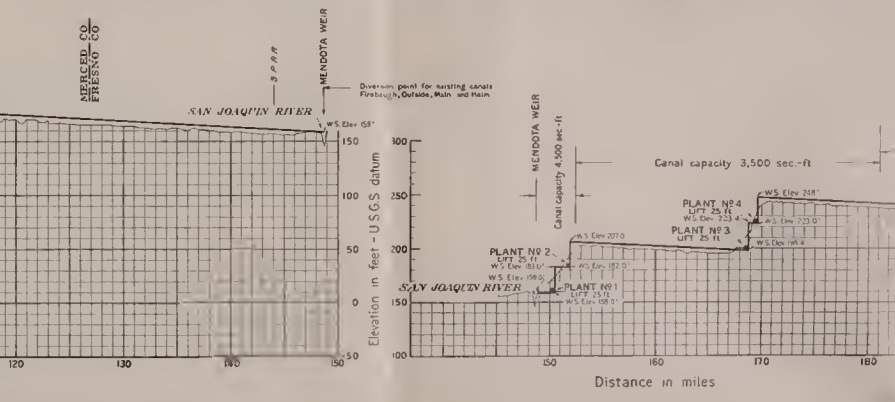 MERCED CO
FRESNO CO
S P R R
MENDOTA WEIR
Diversion point for existing canals
Firebaugh, Outside, Main and Helm
SAN JOAQUIN RIVER
W S. Elev 159'
150
100
50
0
-50
120
130
140
150
Elevation in feet - U S G S datum
300
250
200
150
100
MENDOTA WEIR
Canal capacity 4,500 sec-ft
Canal capacity 3,500 sec.-ft
SAN JOAQUIN RIVER
PLANT Nº 2
LIFT 25 ft
W S Elev 183.0'
W S Elev 159.0'
W S Elev 207.0
W S Elev 182.0'
PLANT Nº 1
LIFT 25 ft
W S Elev 158.0'
PLANT Nº 4
LIFT 25 ft
W S Elev 223.4
PLANT Nº 3
LIFT 25 ft
W S Elev 248'
W S Elev 223.0'
W S Elev 198.4
150
160
170
180
Distance in miles